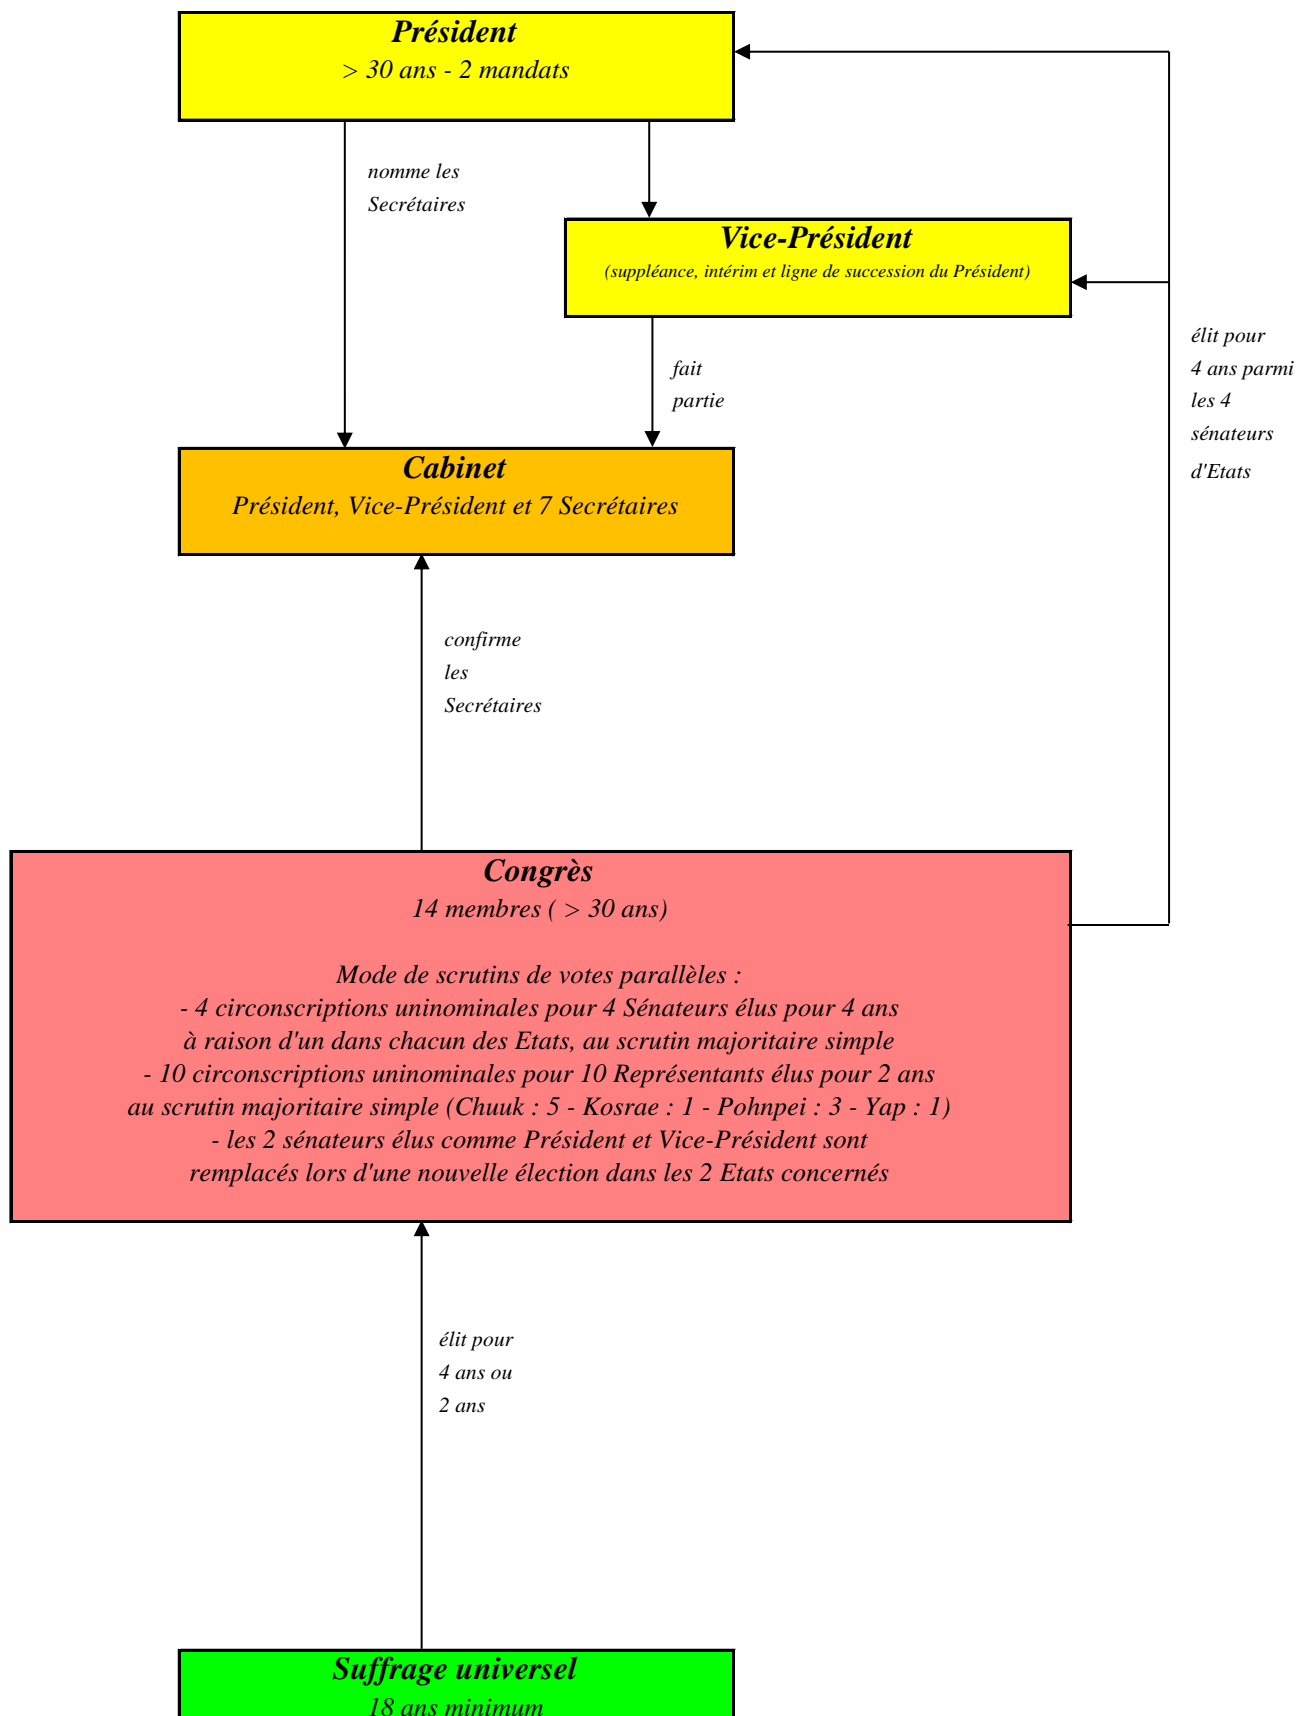 Président
> 30 ans - 2 mandats
nomme les
Secrétaires
Vice-Président
(suppléance, intérim et ligne de succession du Président)
élit pour
4 ans parmi
les 4
sénateurs
d'Etats
fait
partie
Cabinet
Président, Vice-Président et 7 Secrétaires
confirme
les
Secrétaires
Congrès
14 membres ( > 30 ans)
Mode de scrutins de votes parallèles :
- 4 circonscriptions uninominales pour 4 Sénateurs élus pour 4 ans
à raison d'un dans chacun des Etats, au scrutin majoritaire simple
- 10 circonscriptions uninominales pour 10 Représentants élus pour 2 ans
au scrutin majoritaire simple (Chuuk : 5 - Kosrae : 1 - Pohnpei : 3 - Yap : 1)
- les 2 sénateurs élus comme Président et Vice-Président sont
remplacés lors d'une nouvelle élection dans les 2 Etats concernés
élit pour
4 ans ou
2 ans
Suffrage universel
18 ans minimum